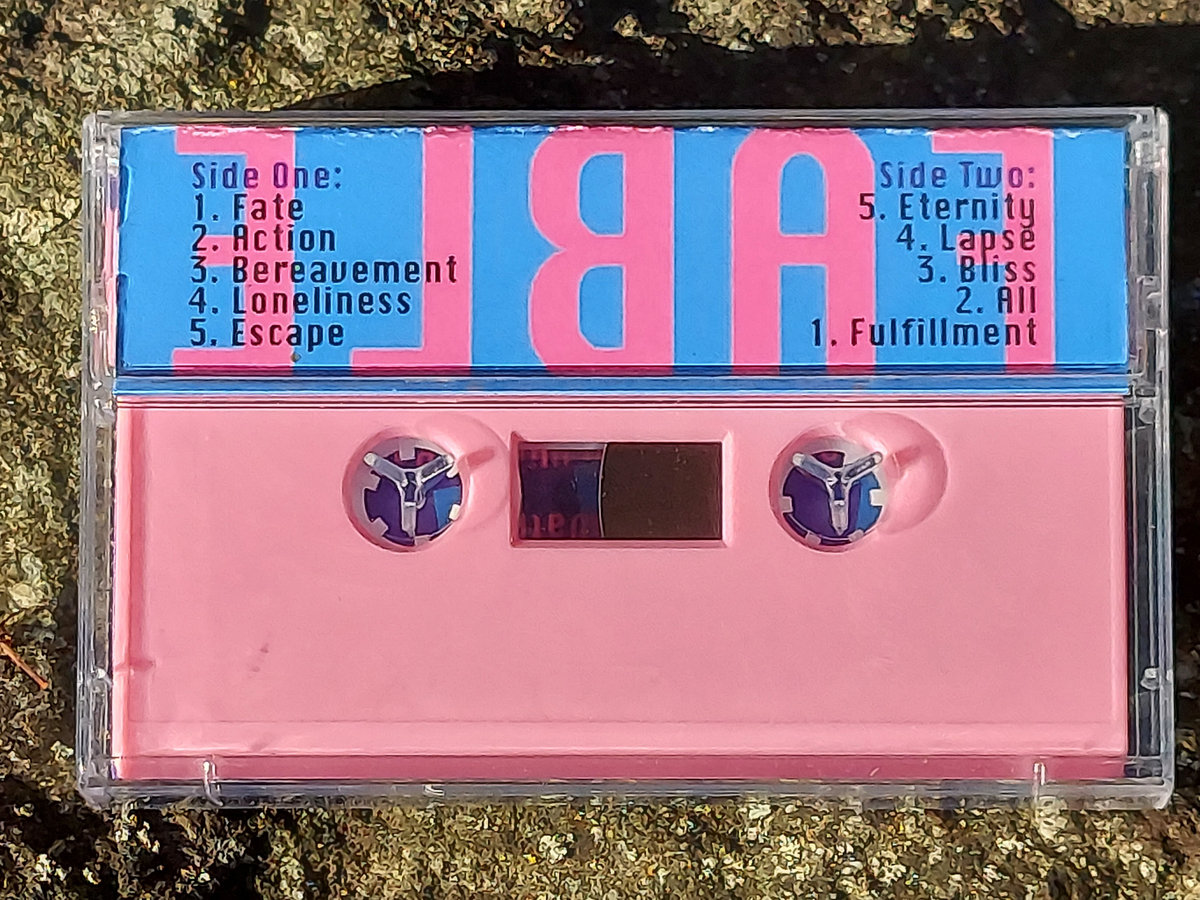 FABLE
Side One:
1. Fate
2. Action
3. Bereavement
4. Loneliness
5. Escape
Side Two:
5. Eternity
4. Lapse
3. Bliss
2. All
1. Fulfillment